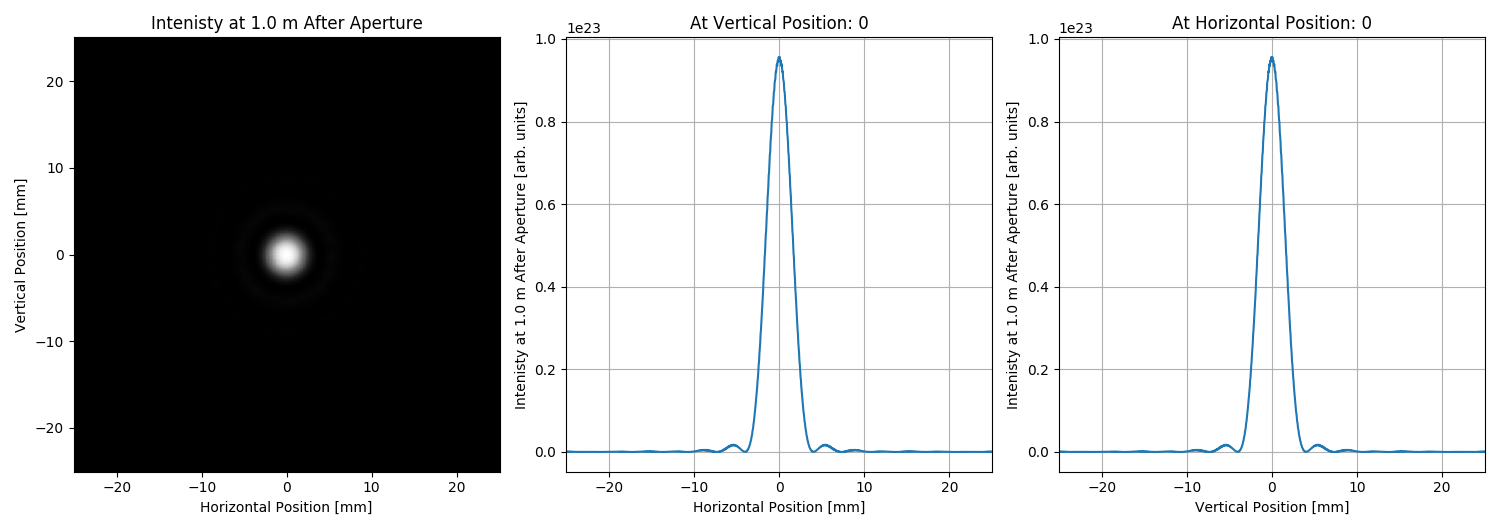 Intenisty at 1.0 m After Aperture
20
10
0
−10
−20
Vertical Position [mm]
−20 −10 0 10 20
Horizontal Position [mm]
At Vertical Position: 0
1e23
1.0
0.8
0.6
0.4
0.2
0.0
Intenisty at 1.0 m After Aperture [arb. units]
−20 −10 0 10 20
Horizontal Position [mm]
At Horizontal Position: 0
1e23
1.0
0.8
0.6
0.4
0.2
0.0
Intenisty at 1.0 m After Aperture [arb. units]
−20 −10 0 10 20
Vertical Position [mm]